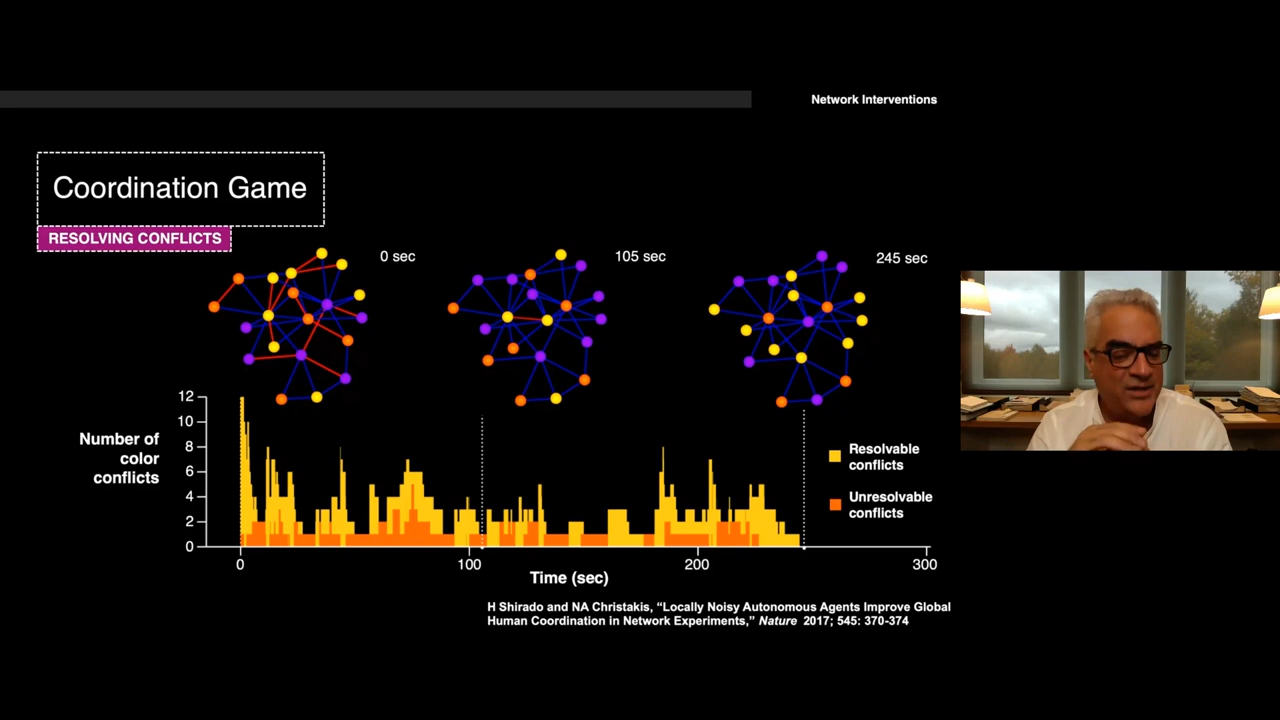 Network Interventions
Coordination Game
RESOLVING CONFLICTS
0 sec
105 sec
245 sec
12
10
8
6
4
2
0
Number of
color
conflicts
Resolvable
conflicts
Unresolvable
conflicts
0
100
200
300
Time (sec)
H Shirado and NA Christakis, “Locally Noisy Autonomous Agents Improve Global
Human Coordination in Network Experiments,” Nature 2017; 545: 370-374